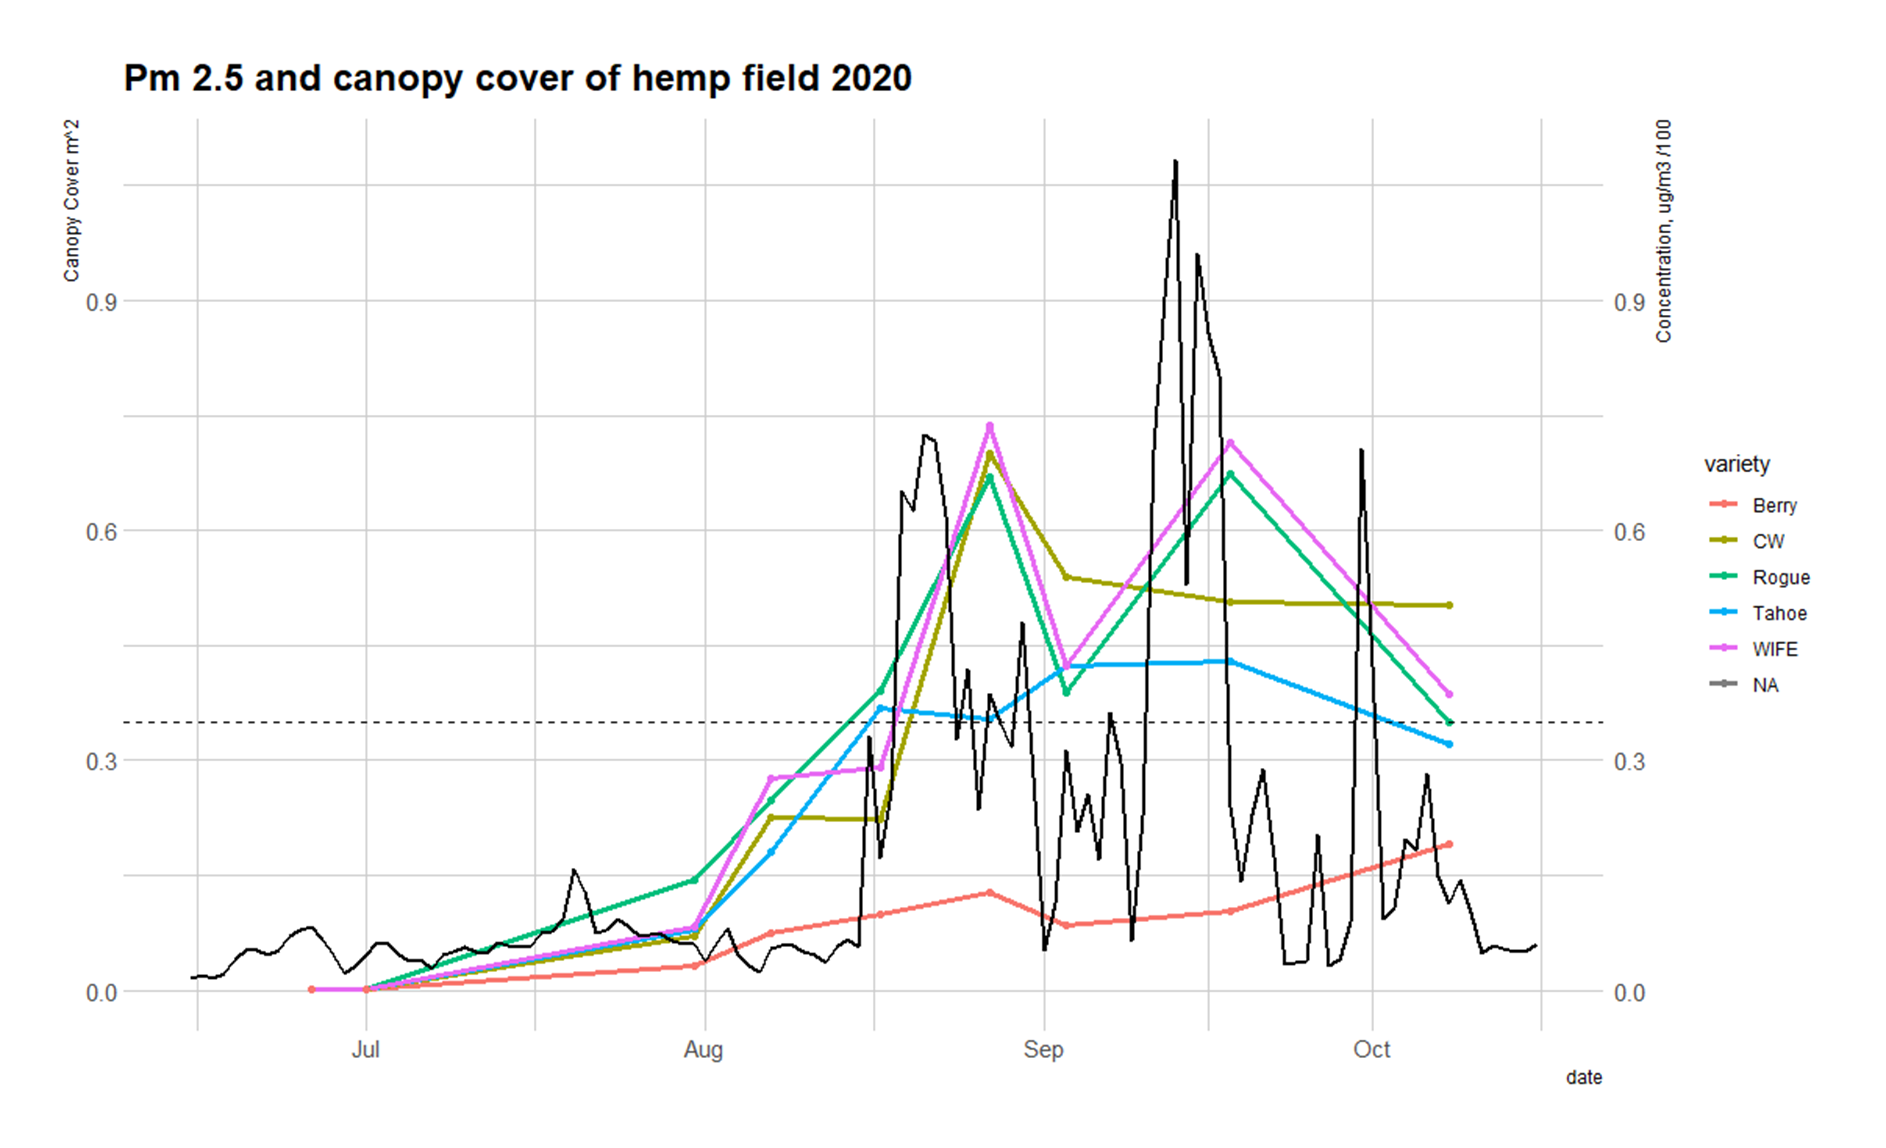 Pm 2.5 and canopy cover of hemp field 2020
Canopy Cover m^2
Concentration, ug/m3 /100
0.9
0.6
0.3
0.0
0.9
0.6
0.3
0.0
Jul
Aug
Sep
Oct
date
variety
Berry
CW
Rogue
Tahoe
WIFE
NA